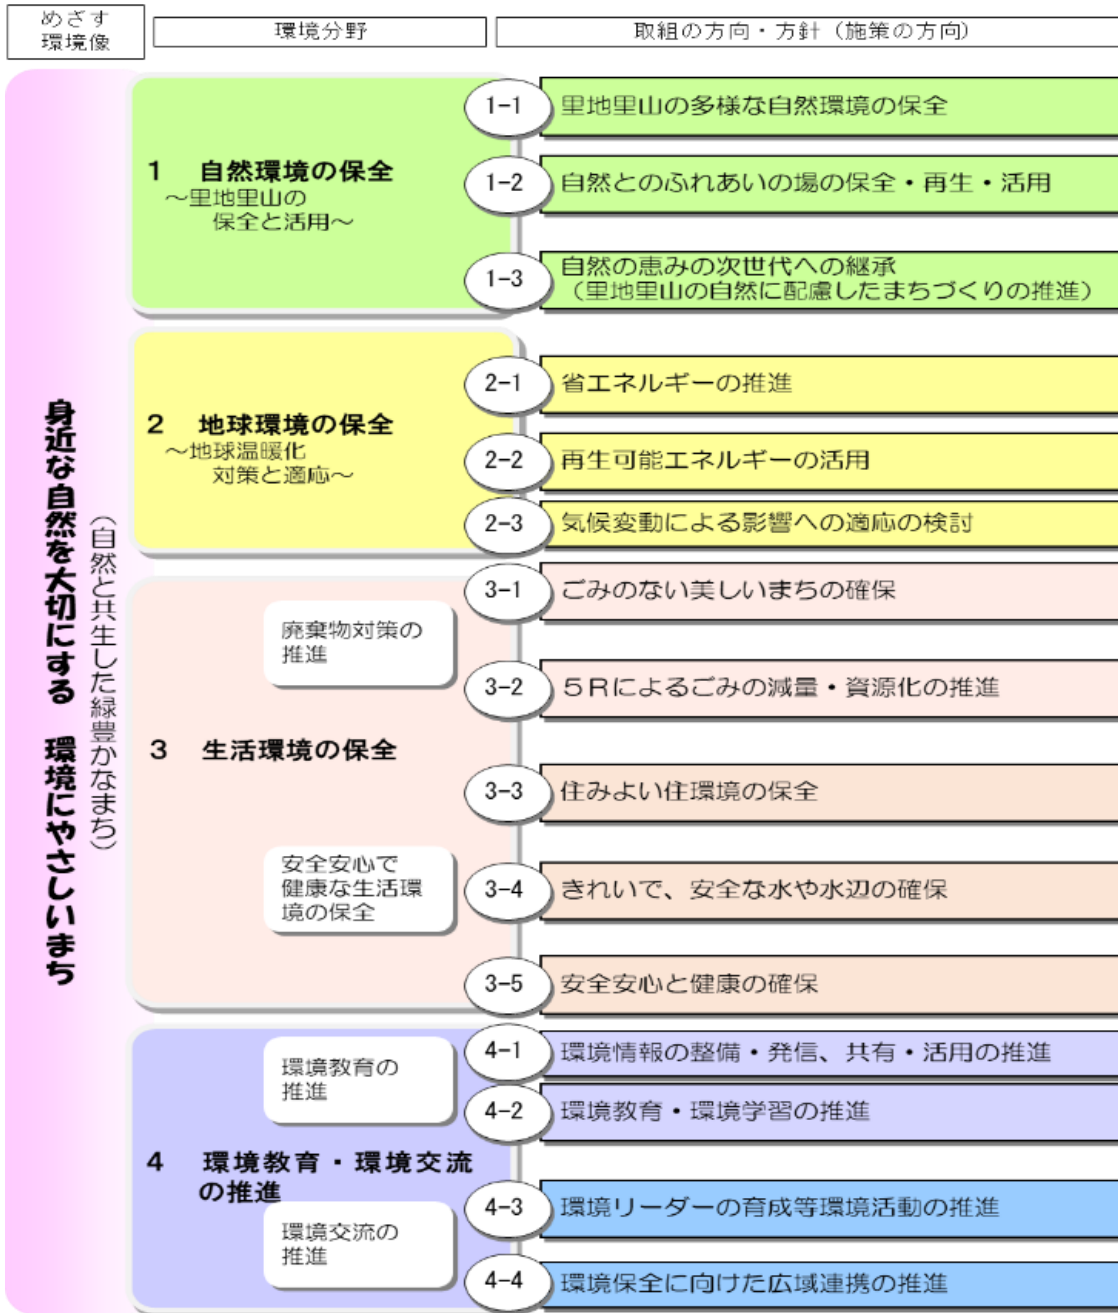 めざす
環境像
環境分野
取組の方向・方針（施策の方向）
身近な自然を大切にする　環境にやさしいまち
（自然と共生した緑豊かなまち）
1　自然環境の保全
～里地里山の
保全と活用～
1-1
里地里山の多様な自然環境の保全
1-2
自然とのふれあいの場の保全・再生・活用
1-3
自然の恵みの次世代への継承
（里地里山の自然に配慮したまちづくりの推進）
2　地球環境の保全
～地球温暖化
対策と適応～
2-1
省エネルギーの推進
2-2
再生可能エネルギーの活用
2-3
気候変動による影響への適応の検討
3　生活環境の保全
廃棄物対策の
推進
3-1
ごみのない美しいまちの確保
3-2
５Ｒによるごみの減量・資源化の推進
安全安心で
健康な生活環
境の保全
3-3
住みよい住環境の保全
3-4
きれいで、安全な水や水辺の確保
3-5
安全安心と健康の確保
4　環境教育・環境交流
の推進
環境教育の
推進
4-1
環境情報の整備・発信、共有・活用の推進
4-2
環境教育・環境学習の推進
環境交流の
推進
4-3
環境リーダーの育成等環境活動の推進
4-4
環境保全に向けた広域連携の推進